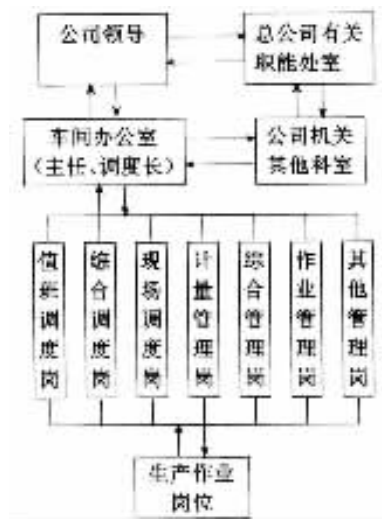 公司领导
总公司有关
职能处室
车间办公室
(主任、调度长)
公司机关
其他科室
值班调度岗
综合调度岗
现场调度岗
计量管理岗
综合管理岗
作业管理岗
其他管理岗
生产作业
岗位